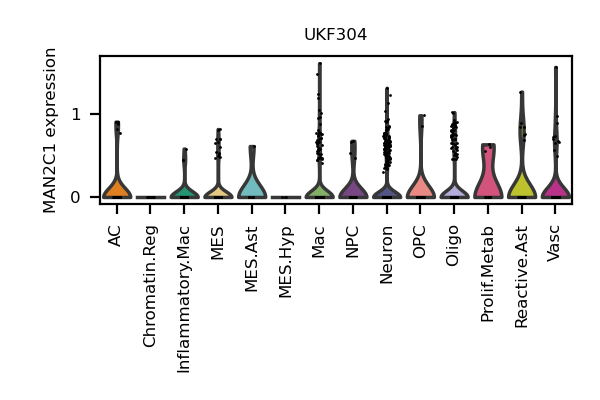 UKF304
MAN2C1 expression
1
0
AC
Chromatin.Reg
Inflammatory.Mac
MES
MES.Ast
MES.Hyp
Mac
NPC
Neuron
OPC
Oligo
Prolif.Metab
Reactive.Ast
Vasc